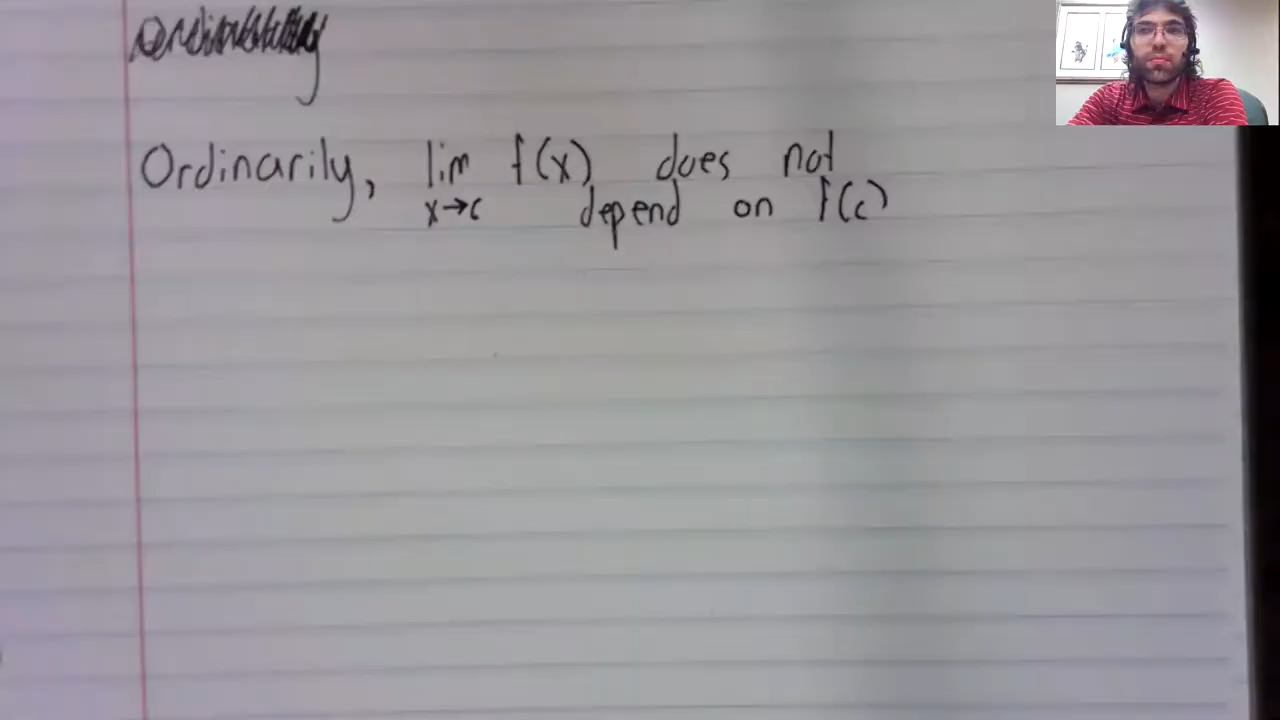 Ordinarily, lim f(x) does not
x→c depend on f(c)